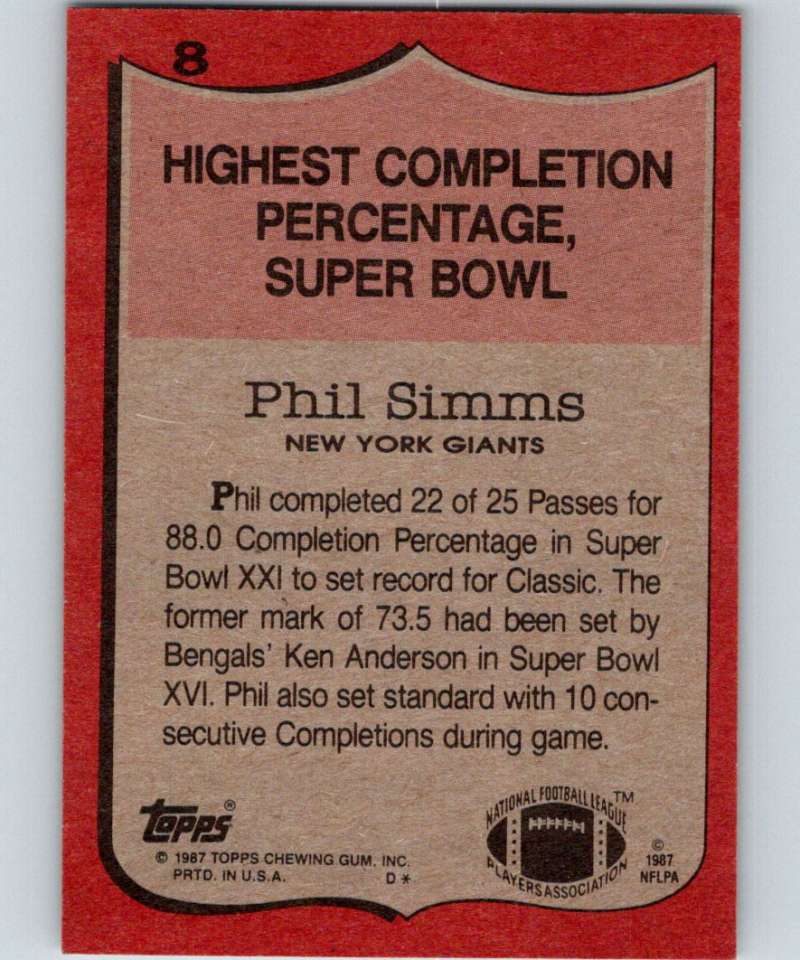 8
HIGHEST COMPLETION
PERCENTAGE,
SUPER BOWL
Phil Simms
NEW YORK GIANTS
Phil completed 22 of 25 Passes for
88.0 Completion Percentage in Super
Bowl XXI to set record for Classic. The
former mark of 73.5 had been set by
Bengals' Ken Anderson in Super Bowl
XVI. Phil also set standard with 10 con-
secutive Completions during game.
topps®
© 1987 TOPPS CHEWING GUM, INC.
PRTD. IN U.S.A. D*
NATIONAL FOOTBALL LEAGUE™
PLAYERS ASSOCIATION
©
1987
NFLPA